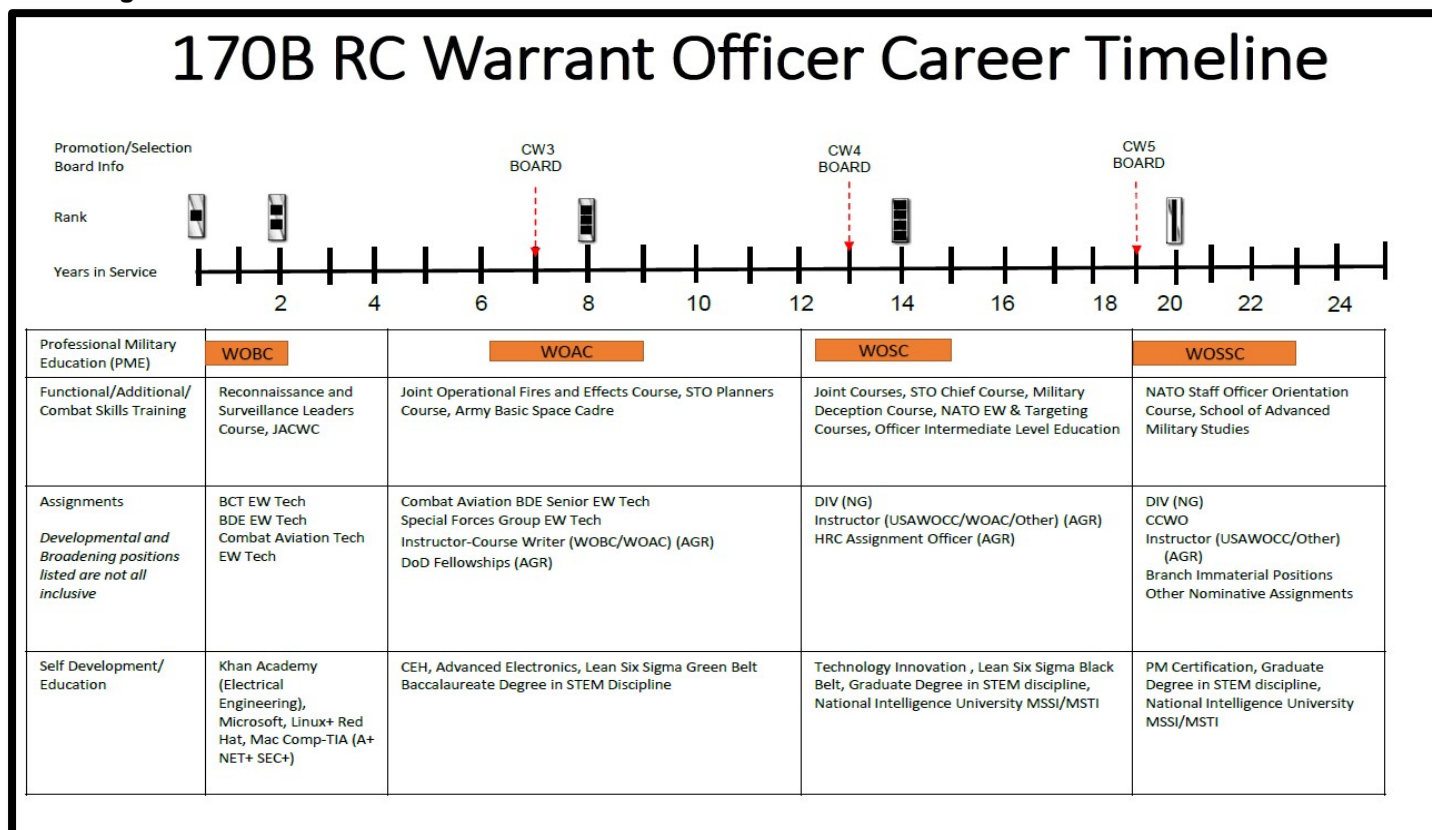 170B RC Warrant Officer Career Timeline
Promotion/Selection
Board Info
CW3
BOARD
CW4
BOARD
CW5
BOARD
Rank
Years in Service
2 4 6 8 10 12 14 16 18 20 22 24
Professional Military
Education (PME)
WOBC
WOAC
WOSC
WOSSC
Functional/Additional/
Combat Skills Training
Reconnaissance and
Surveillance Leaders
Course, JACWC
Joint Operational Fires and Effects Course, STO Planners
Course, Army Basic Space Cadre
Joint Courses, STO Chief Course, Military
Deception Course, NATO EW & Targeting
Courses, Officer Intermediate Level Education
NATO Staff Officer Orientation
Course, School of Advanced
Military Studies
Assignments
Developmental and
Broadening positions
listed are not all
inclusive
BCT EW Tech
BDE EW Tech
Combat Aviation Tech
EW Tech
Combat Aviation BDE Senior EW Tech
Special Forces Group EW Tech
Instructor-Course Writer (WOBC/WOAC) (AGR)
DoD Fellowships (AGR)
DIV (NG)
Instructor (USAWOCC/WOAC/Other) (AGR)
HRC Assignment Officer (AGR)
DIV (NG)
CCWO
Instructor (USAWOCC/Other)
(AGR)
Branch Immaterial Positions
Other Nominative Assignments
Self Development/
Education
Khan Academy
(Electrical
Engineering),
Microsoft, Linux+ Red
Hat, Mac Comp-TIA (A+
NET+ SEC+)
CEH, Advanced Electronics, Lean Six Sigma Green Belt
Baccalaureate Degree in STEM Discipline
Technology Innovation , Lean Six Sigma Black
Belt, Graduate Degree in STEM discipline,
National Intelligence University MSSI/MSTI
PM Certification, Graduate
Degree in STEM discipline,
National Intelligence University
MSSI/MSTI